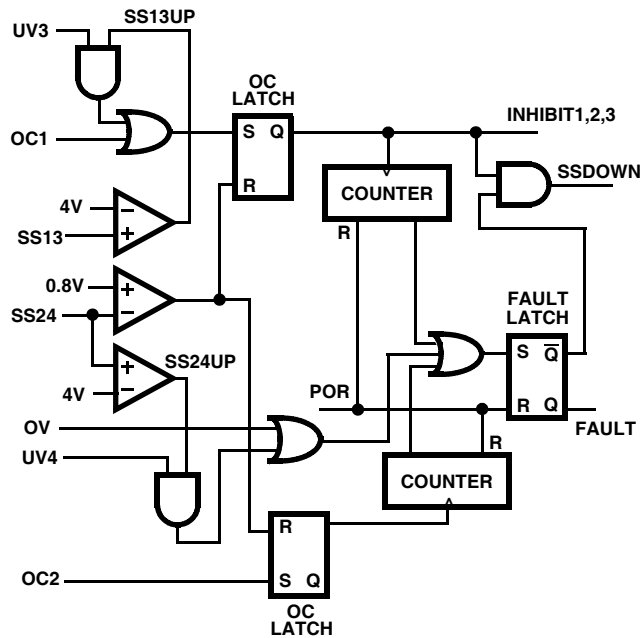 SS13UP
UV3
OC
LATCH
INHIBIT1,2,3
S Q
OC1
SSDOWN
R
COUNTER
4V
−
+
SS13
R
0.8V
+
−
FAULT
LATCH
SS24
S Q
SS24UP
+
−
4V
POR
R Q
OV
FAULT
R
UV4
COUNTER
R
OC2
S Q
OC
LATCH